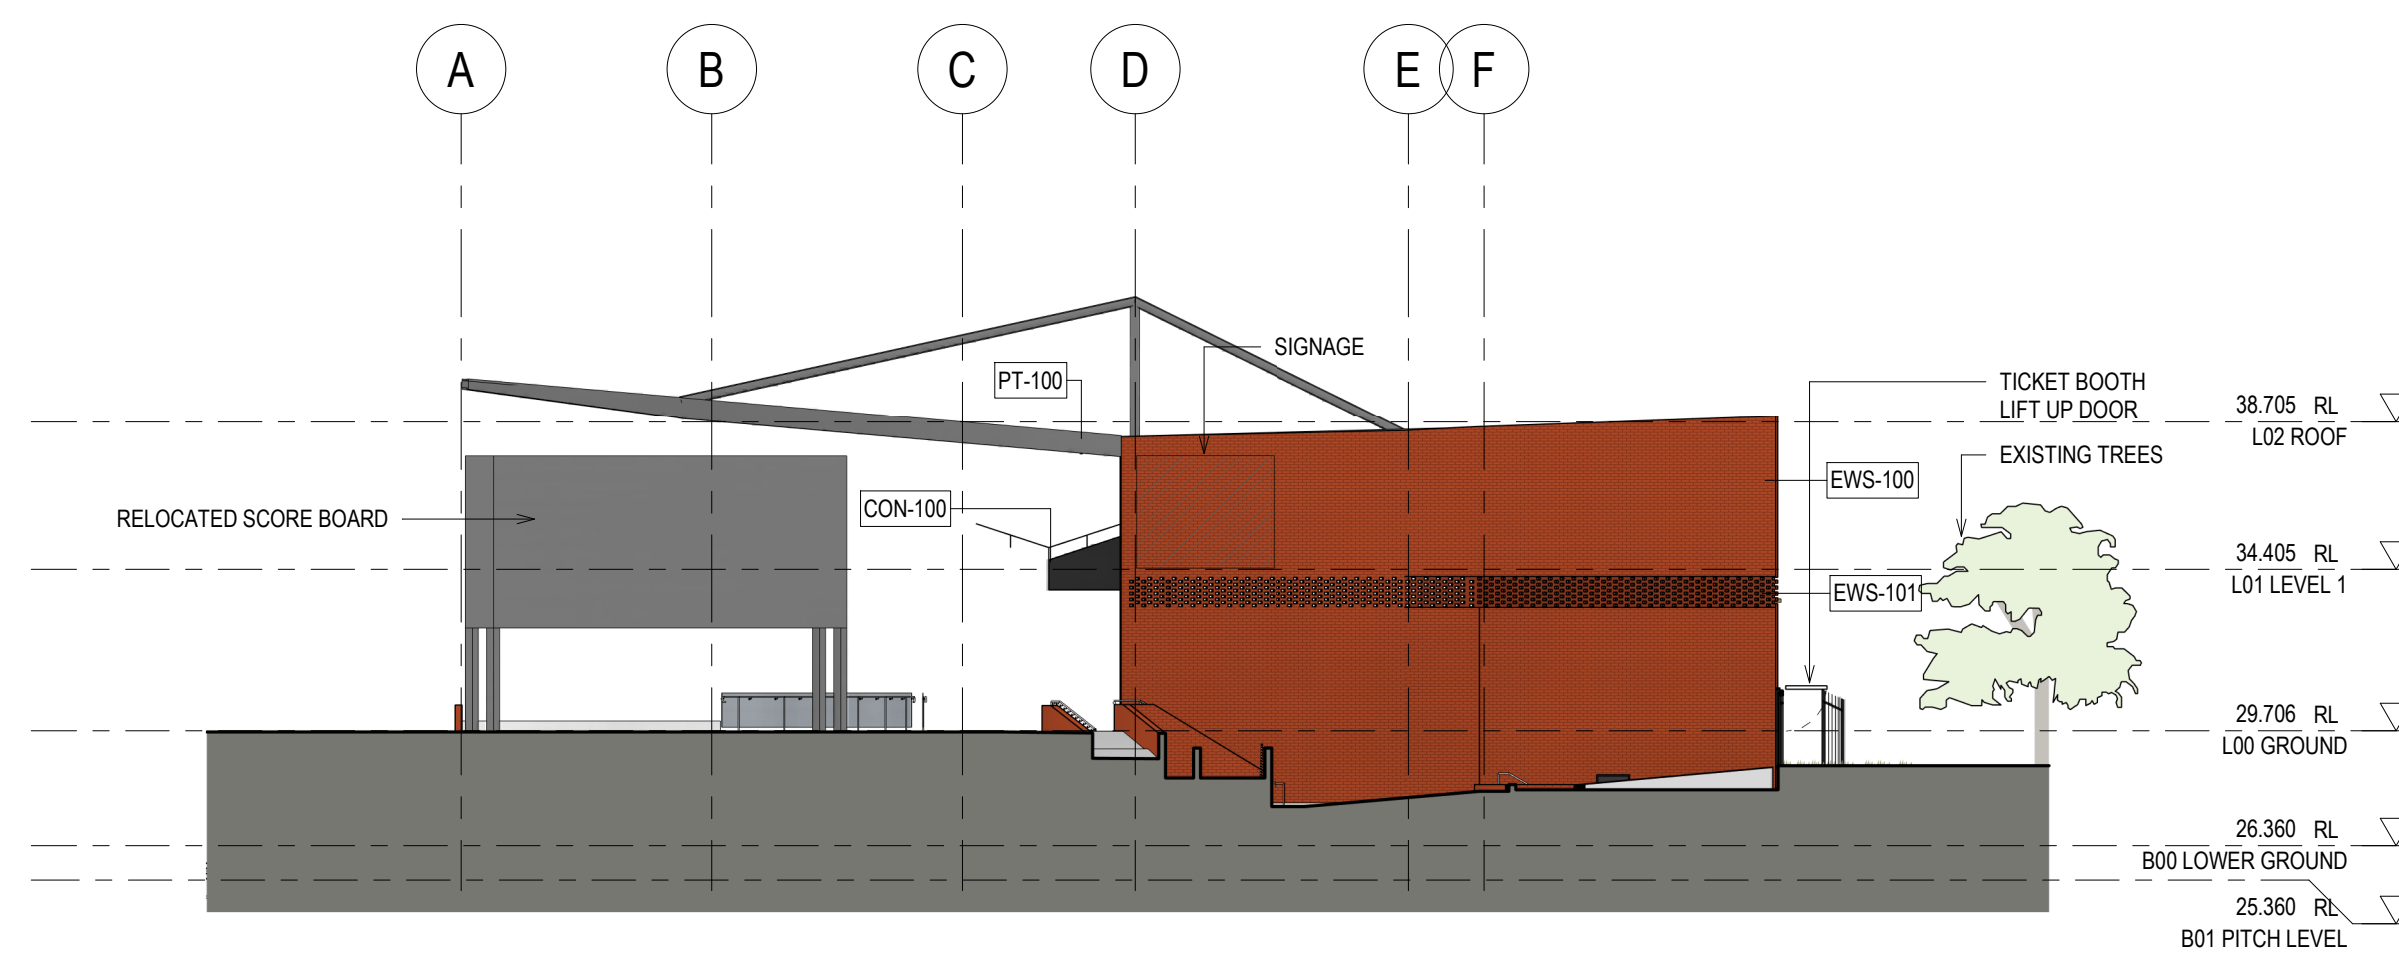 A
B
C
D
E
F
SIGNAGE
PT-100
TICKET BOOTH
LIFT UP DOOR
38.705 RL
L02 ROOF
EXISTING TREES
EWS-100
CON-100
RELOCATED SCORE BOARD
34.405 RL
L01 LEVEL 1
EWS-101
29.706 RL
L00 GROUND
26.360 RL
B00 LOWER GROUND
25.360 RL
B01 PITCH LEVEL